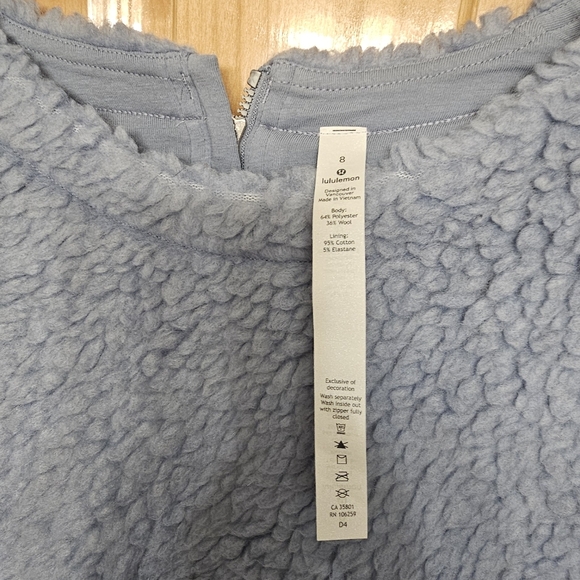 8
lululemon
Designed in
Vancouver
Made in Vietnam
Body:
64% Polyester
36% Wool
Lining:
95% Cotton
5% Elastane
Exclusive of
decoration
Wash separately
Wash inside out
with zipper fully
closed
CA 35801
RN 106259
D4